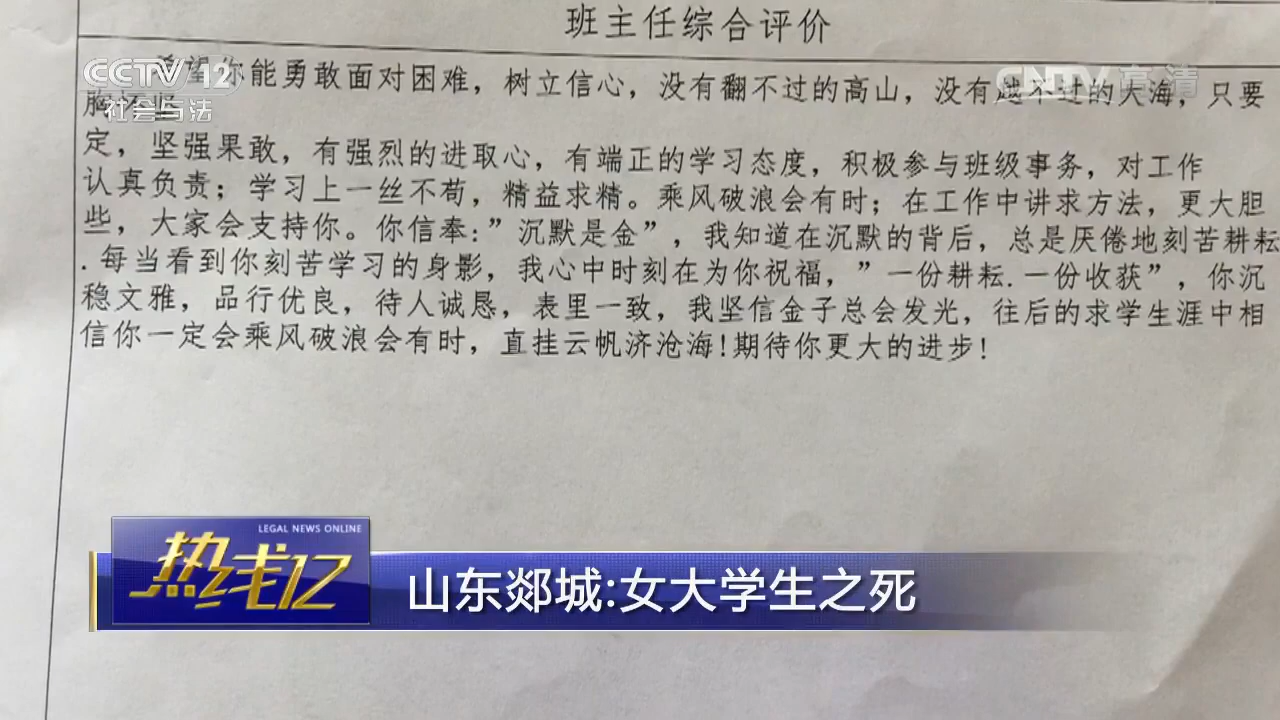 班主任综合评价
CCTV 12
社会与法
CNTV 高清
希望你能勇敢面对困难，树立信心，没有翻不过的高山，没有越不过的大海，只要
定，坚强果敢，有强烈的进取心，有端正的学习态度，积极参与班级事务，对工作
认真负责；学习上一丝不苟，精益求精。乘风破浪会有时；在工作中讲求方法，更大胆
些，大家会支持你。你信奉:”沉默是金”，我知道在沉默的背后，总是厌倦地刻苦耕耘
.每当看到你刻苦学习的身影，我心中时刻在为你祝福，”一份耕耘.一份收获”，你沉
稳文雅，品行优良，待人诚恳，表里一致，我坚信金子总会发光，往后的求学生涯中相
信你一定会乘风破浪会有时，直挂云帆济沧海!期待你更大的进步!
LEGAL NEWS ONLINE
热线12
山东郯城:女大学生之死